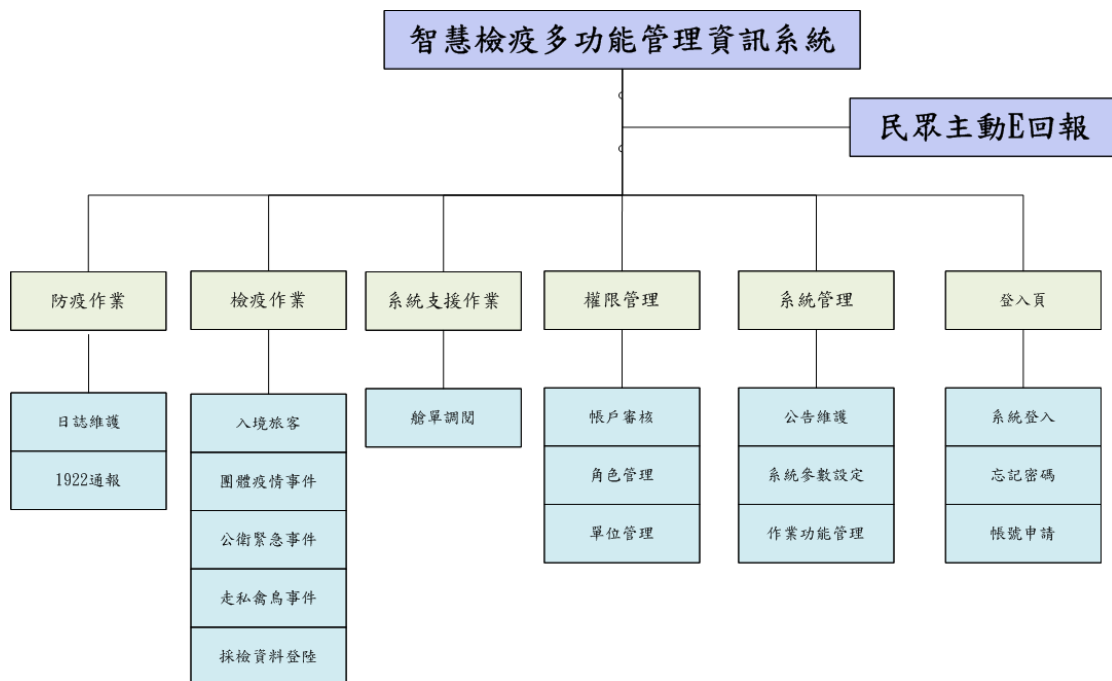 智慧檢疫多功能管理資訊系統
民眾主動E回報
防疫作業
檢疫作業
系統支援作業
權限管理
系統管理
登入頁
日誌維護
1922通報
入境旅客
團體疫情事件
公衛緊急事件
走私禽鳥事件
採檢資料登陸
艙單調閱
帳戶審核
角色管理
單位管理
公告維護
系統參數設定
作業功能管理
系統登入
忘記密碼
帳號申請